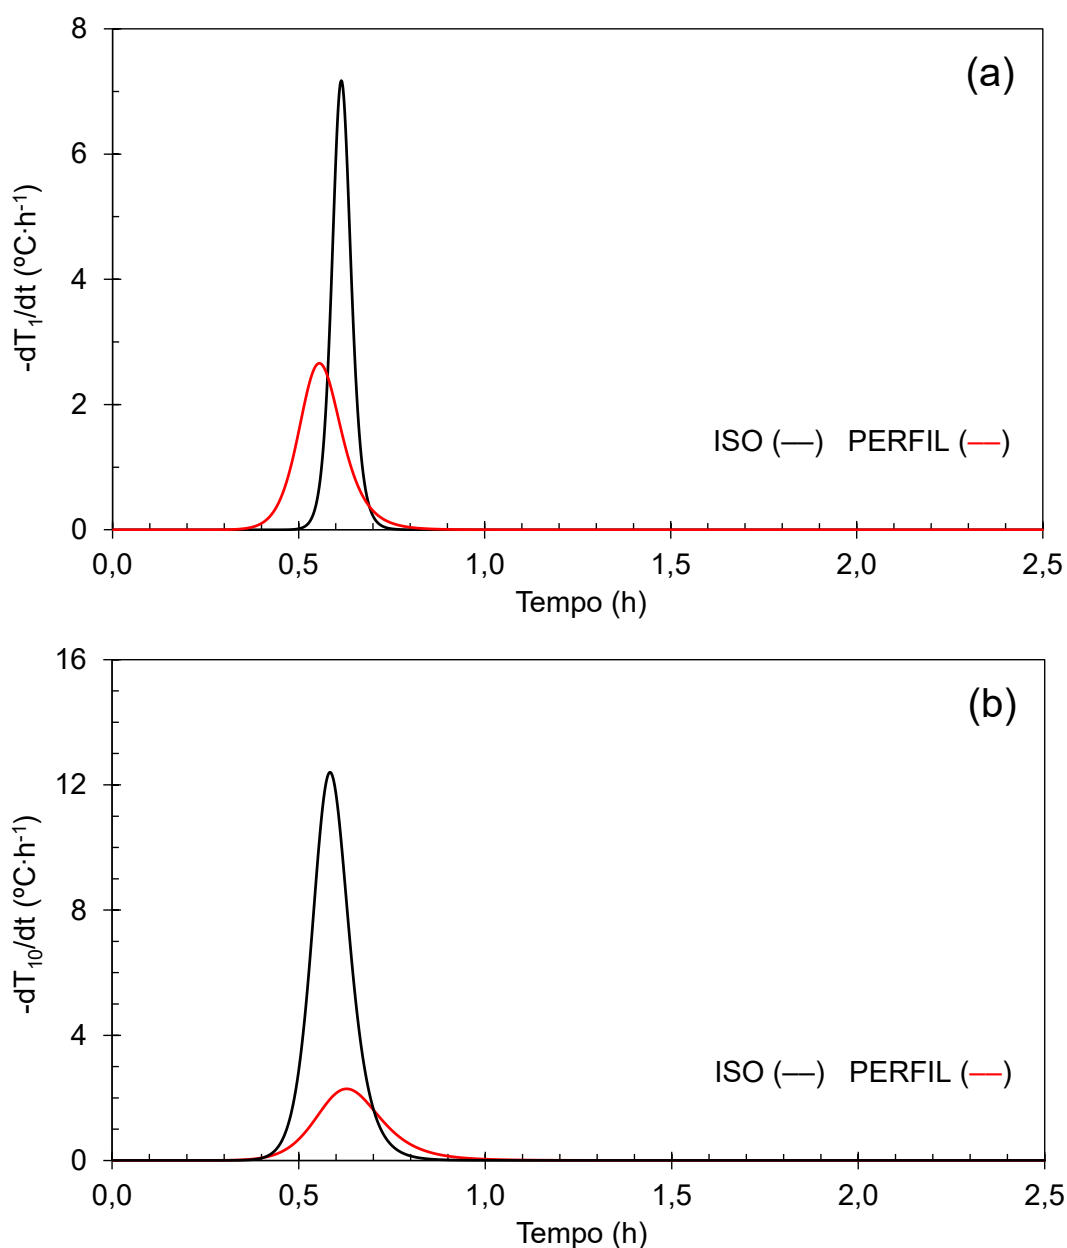 8
(a)
6
4
2
0
-dT₁/dt (ºC·h⁻¹)
ISO (—) PERFIL (—)
0,0 0,5 1,0 1,5 2,0 2,5
Tempo (h)
16
(b)
12
8
4
0
-dT₁₀/dt (ºC·h⁻¹)
ISO (—) PERFIL (—)
0,0 0,5 1,0 1,5 2,0 2,5
Tempo (h)